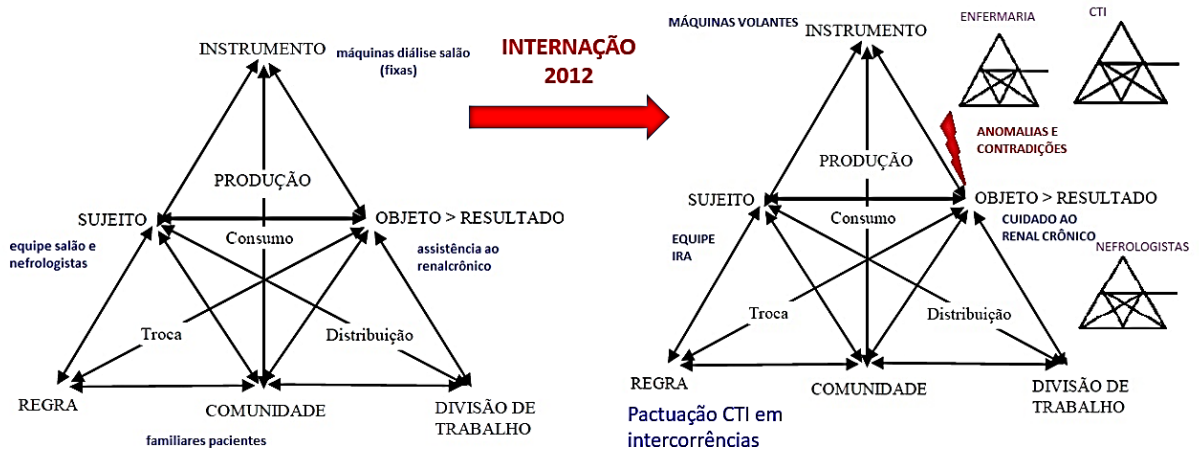 INSTRUMENTO
máquinas diálise salão
(fixas)
PRODUÇÃO
SUJEITO
OBJETO > RESULTADO
Consumo
equipe salão e
nefrologistas
assistência ao
renalcrônico
Troca
Distribuição
REGRA
COMUNIDADE
DIVISÃO DE
TRABALHO
familiares pacientes
INTERNAÇÃO
2012
MÁQUINAS VOLANTES
INSTRUMENTO
ENFERMARIA
CTI
ANOMALIAS E
CONTRADIÇÕES
PRODUÇÃO
SUJEITO
OBJETO > RESULTADO
Consumo
EQUIPE
IRA
CUIDADO AO
RENAL CRÔNICO
NEFROLOGISTAS
Troca
Distribuição
REGRA
COMUNIDADE
DIVISÃO DE
TRABALHO
Pactuação CTI em
intercorrências